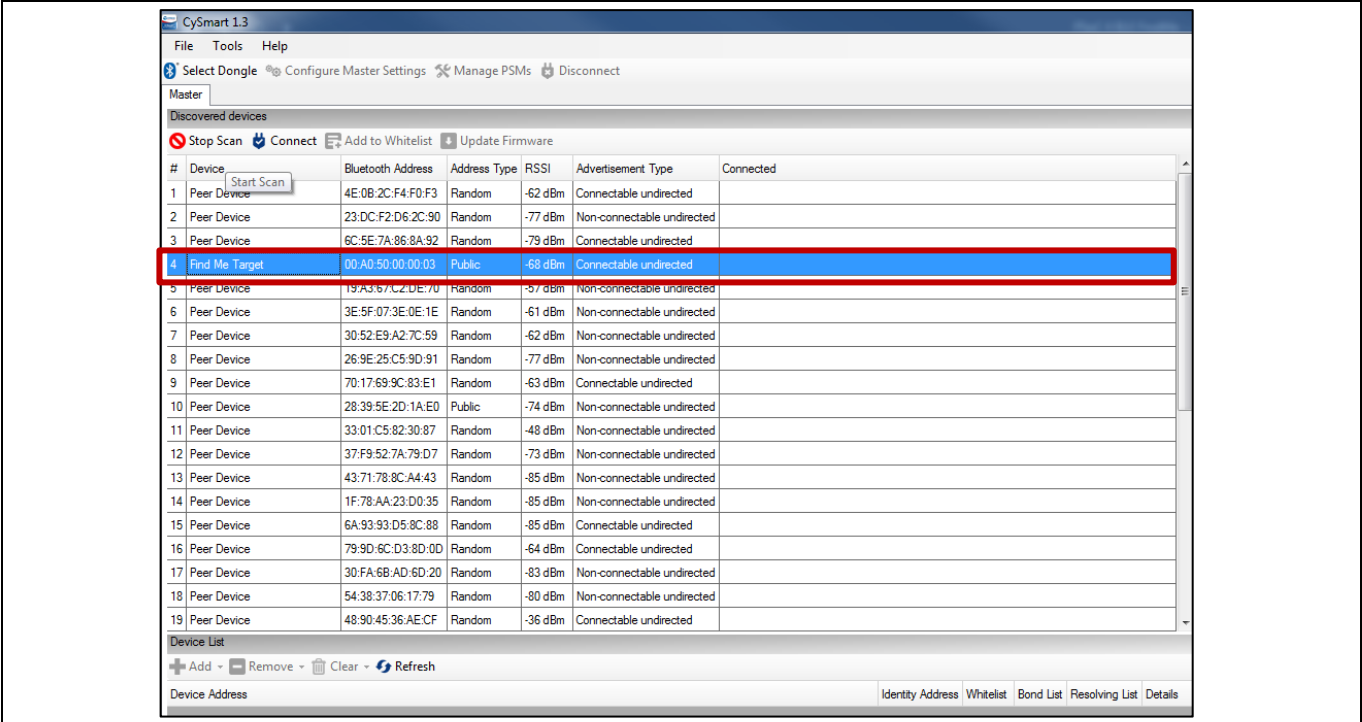 CySmart 1.3
File Tools Help
Select Dongle Configure Master Settings Manage PSMs Disconnect
Master
Discovered devices
Stop Scan Connect Add to Whitelist Update Firmware
# Device Bluetooth Address Address Type RSSI Advertisement Type Connected
Start Scan
1 Peer Device 4E:0B:2C:F4:F0:F3 Random -62 dBm Connectable undirected
2 Peer Device 23:DC:F2:D6:2C:90 Random -77 dBm Non-connectable undirected
3 Peer Device 6C:5E:7A:86:8A:92 Random -79 dBm Connectable undirected
4 Find Me Target 00:A0:50:00:00:03 Public -68 dBm Connectable undirected
5 Peer Device 19:A3:67:C2:DE:70 Random -57 dBm Non-connectable undirected
6 Peer Device 3E:5F:07:3E:0E:1E Random -61 dBm Non-connectable undirected
7 Peer Device 30:52:E9:A2:7C:59 Random -62 dBm Non-connectable undirected
8 Peer Device 26:9E:25:C5:9D:91 Random -77 dBm Non-connectable undirected
9 Peer Device 70:17:69:9C:83:E1 Random -63 dBm Connectable undirected
10 Peer Device 28:39:5E:2D:1A:E0 Public -74 dBm Non-connectable undirected
11 Peer Device 33:01:C5:82:30:87 Random -48 dBm Non-connectable undirected
12 Peer Device 37:F9:52:7A:79:D7 Random -73 dBm Non-connectable undirected
13 Peer Device 43:71:78:8C:A4:43 Random -85 dBm Non-connectable undirected
14 Peer Device 1F:78:AA:23:D0:35 Random -85 dBm Non-connectable undirected
15 Peer Device 6A:93:93:D5:8C:88 Random -85 dBm Connectable undirected
16 Peer Device 79:9D:6C:D3:8D:0D Random -64 dBm Connectable undirected
17 Peer Device 30:FA:6B:AD:6D:20 Random -83 dBm Non-connectable undirected
18 Peer Device 54:38:37:06:17:79 Random -80 dBm Non-connectable undirected
19 Peer Device 48:90:45:36:AE:CF Random -36 dBm Connectable undirected
Device List
Add Remove Clear Refresh
Device Address Identity Address Whitelist Bond List Resolving List Details